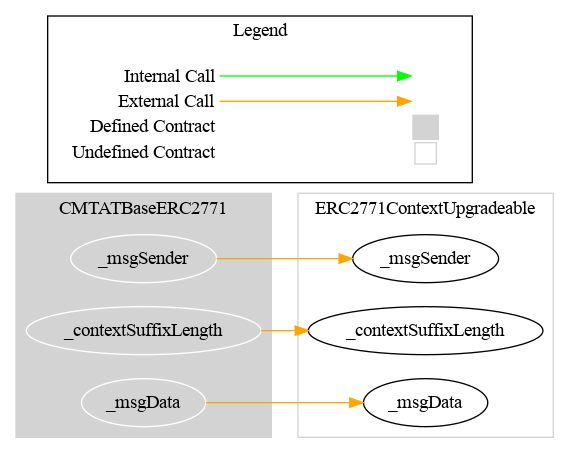 Legend
Internal Call
External Call
Defined Contract
Undefined Contract
CMTATBaseERC2771
ERC2771ContextUpgradeable
_msgSender
_msgSender
_contextSuffixLength
_contextSuffixLength
_msgData
_msgData